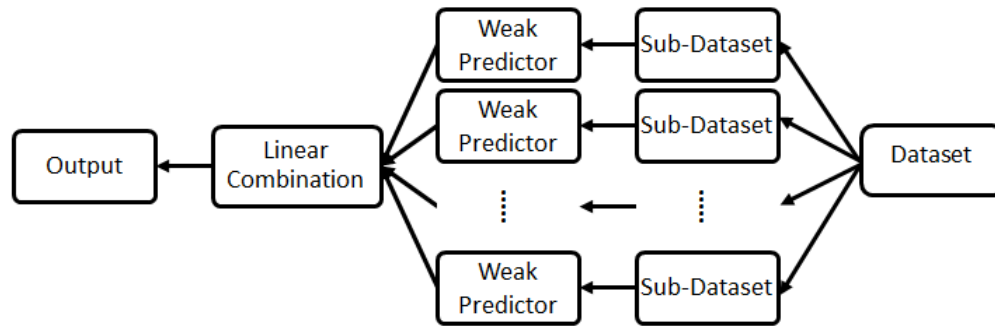 Output
Linear
Combination
Weak
Predictor
Weak
Predictor
Weak
Predictor
Sub-Dataset
Sub-Dataset
Sub-Dataset
Dataset